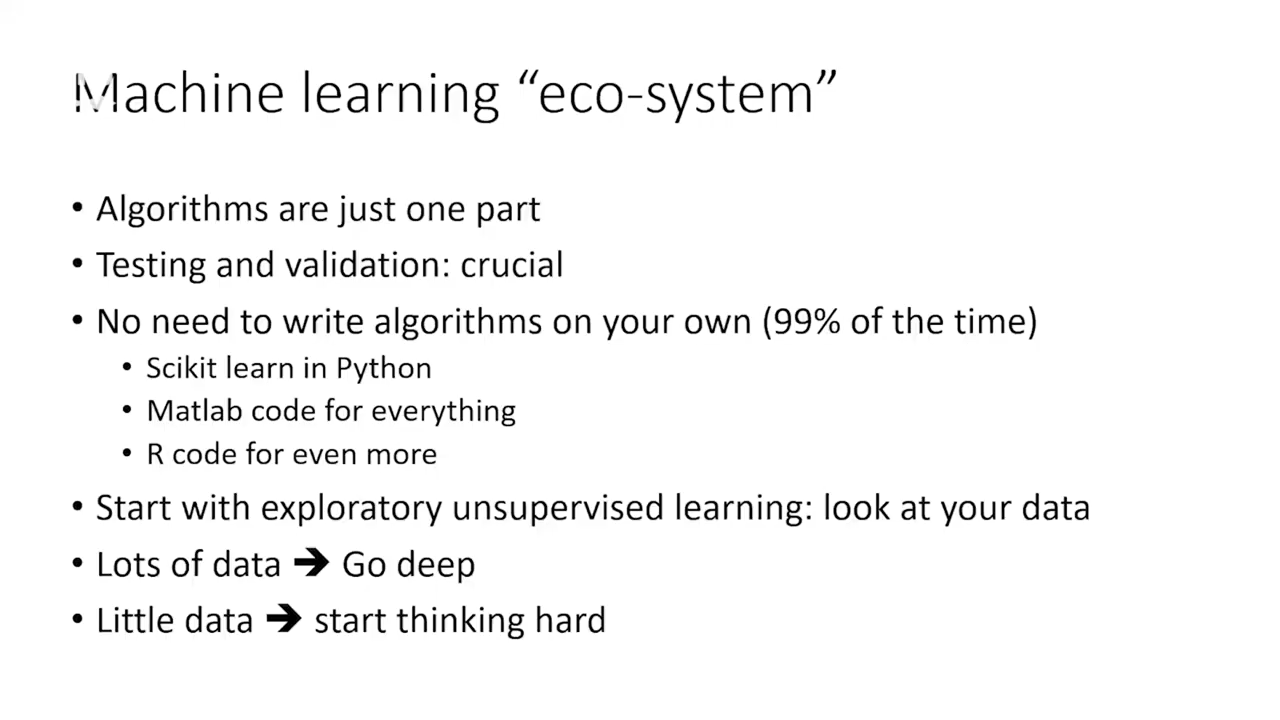 Machine learning “eco-system”
• Algorithms are just one part
• Testing and validation: crucial
• No need to write algorithms on your own (99% of the time)
• Scikit learn in Python
• Matlab code for everything
• R code for even more
• Start with exploratory unsupervised learning: look at your data
• Lots of data ➔ Go deep
• Little data ➔ start thinking hard